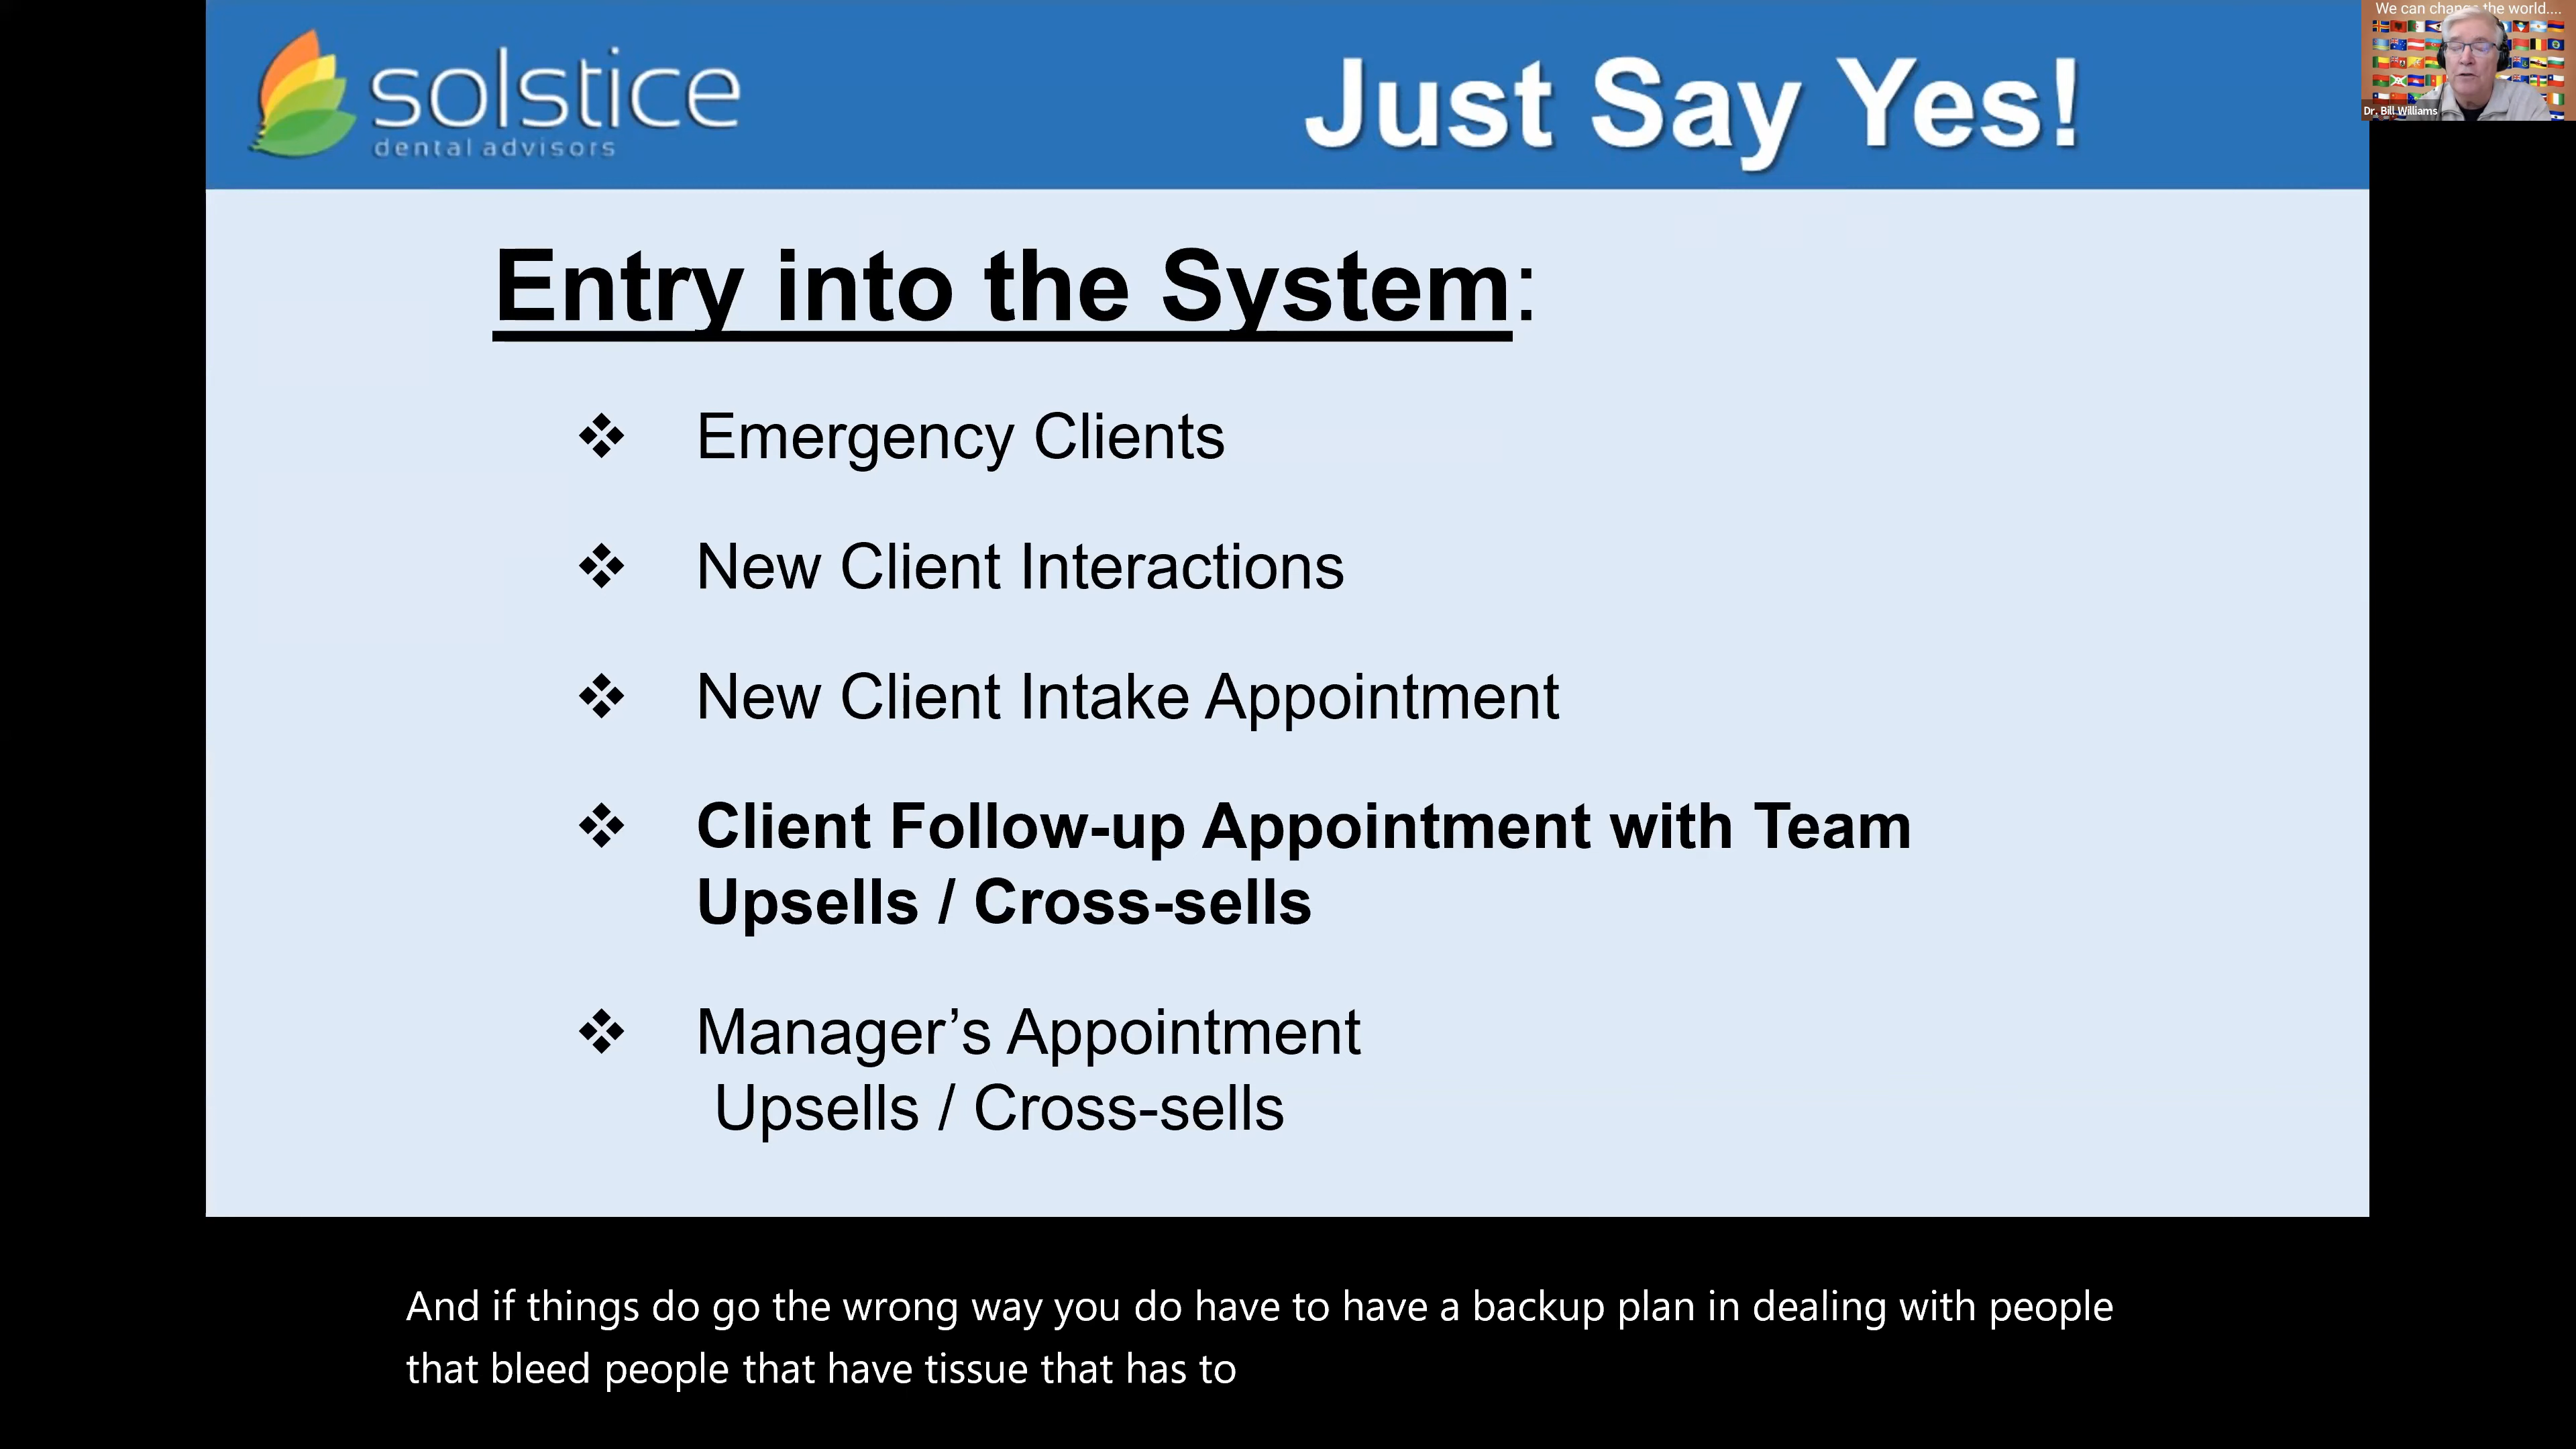 We can change the world....
Dr. Bill Williams
solstice
dental advisors
Just Say Yes!
Entry into the System:
❖ Emergency Clients
❖ New Client Interactions
❖ New Client Intake Appointment
❖ Client Follow-up Appointment with Team
Upsells / Cross-sells
❖ Manager’s Appointment
Upsells / Cross-sells
And if things do go the wrong way you do have to have a backup plan in dealing with people
that bleed people that have tissue that has to